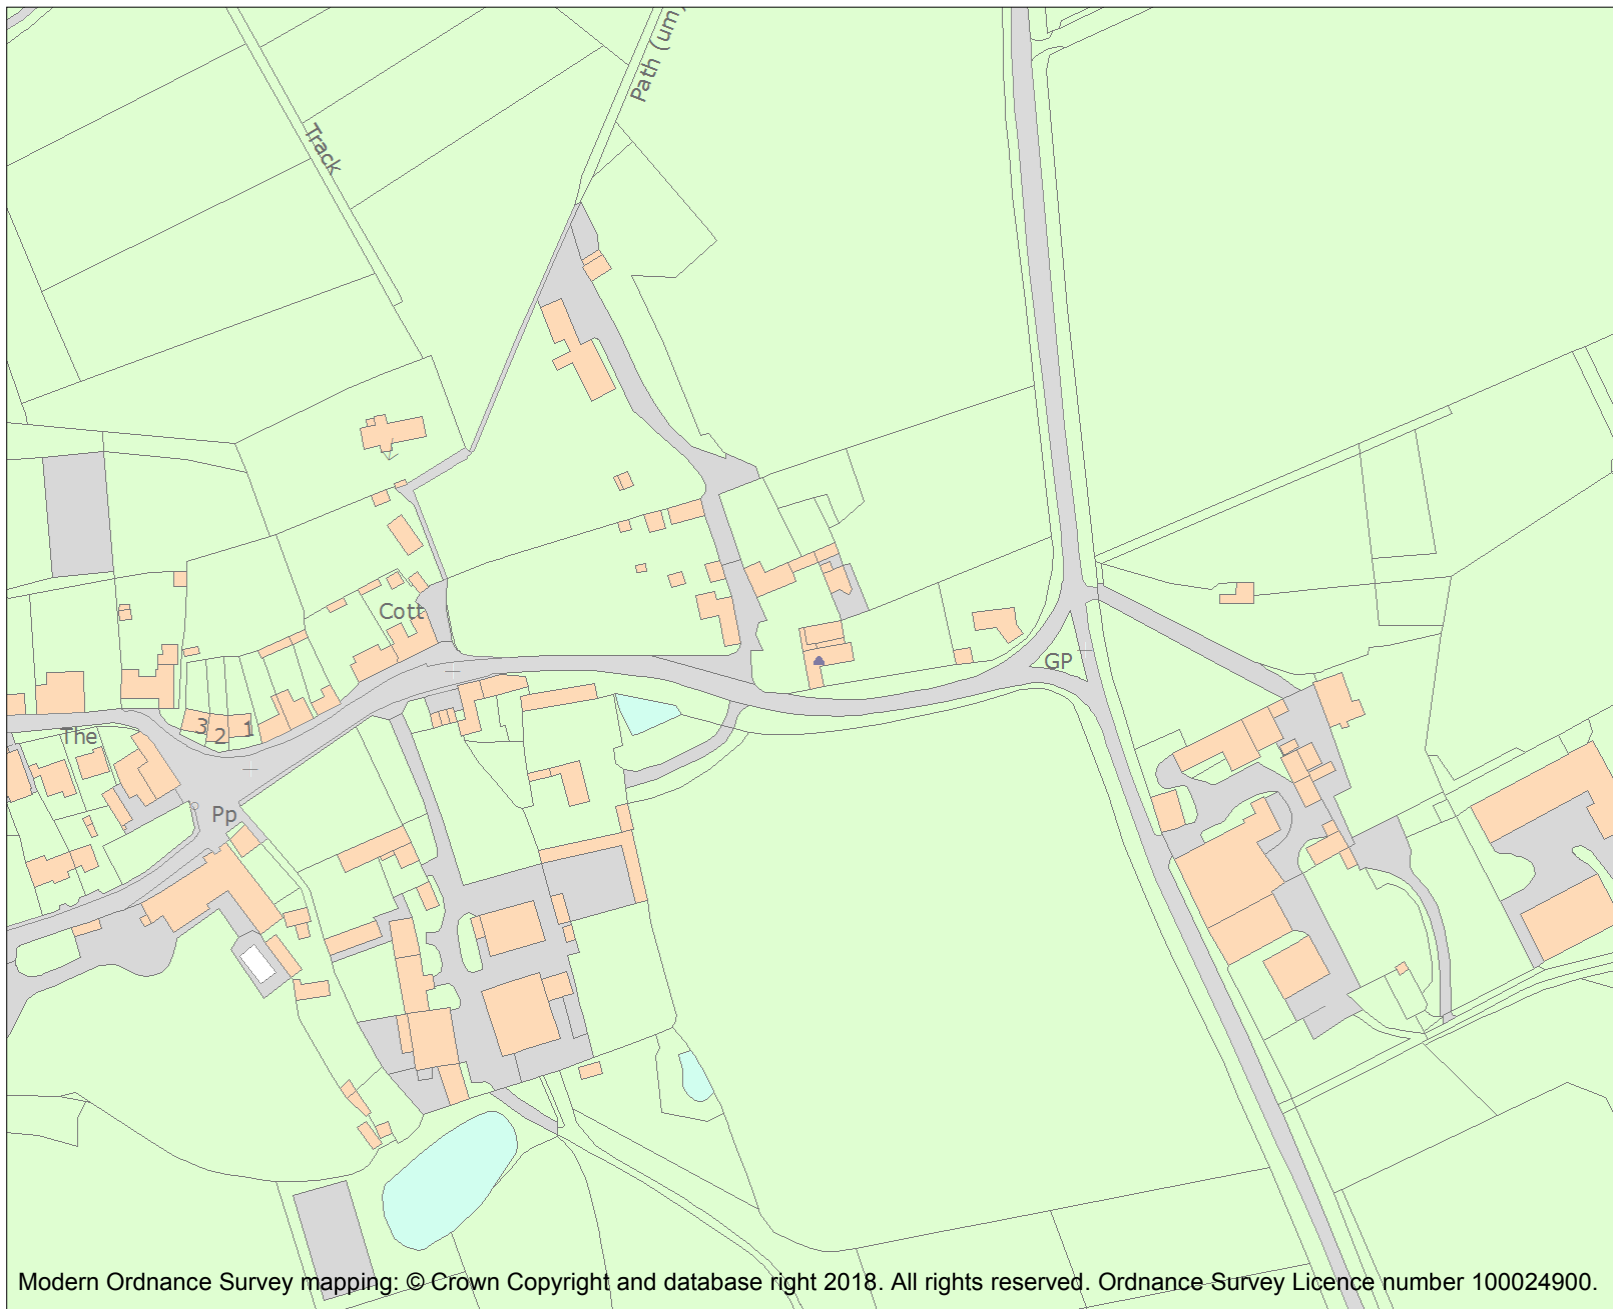 Path (um)
Track
Cott
GP
3
2
1
The
Pp
Modern Ordnance Survey mapping: © Crown Copyright and database right 2018. All rights reserved. Ordnance Survey Licence number 100024900.